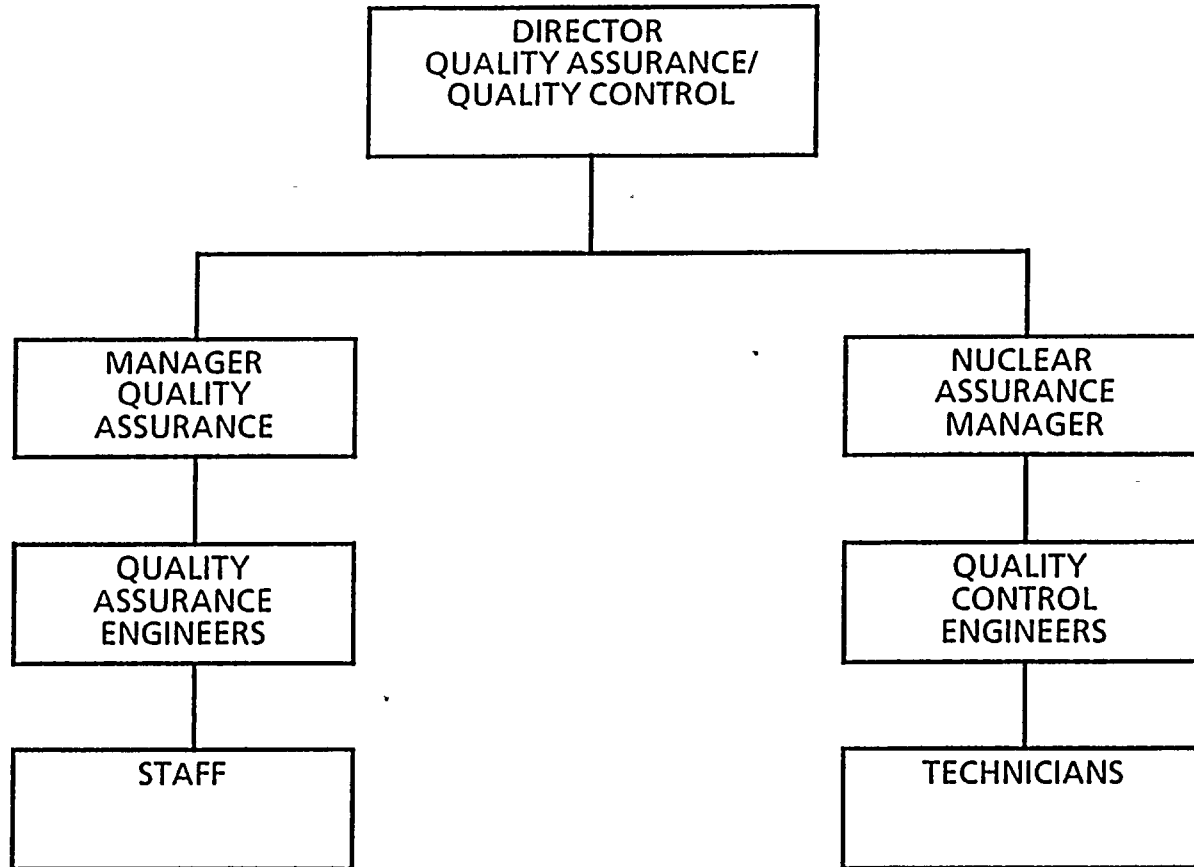 DIRECTOR
QUALITY ASSURANCE/
QUALITY CONTROL
MANAGER
QUALITY
ASSURANCE
NUCLEAR
ASSURANCE
MANAGER
QUALITY
ASSURANCE
ENGINEERS
QUALITY
CONTROL
ENGINEERS
STAFF
TECHNICIANS